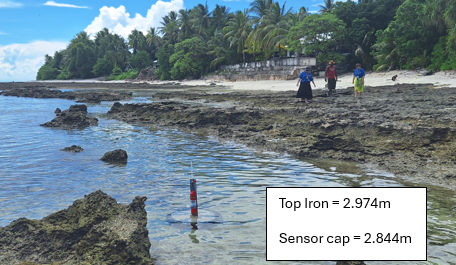 Top Iron = 2.974m
Sensor cap = 2.844m